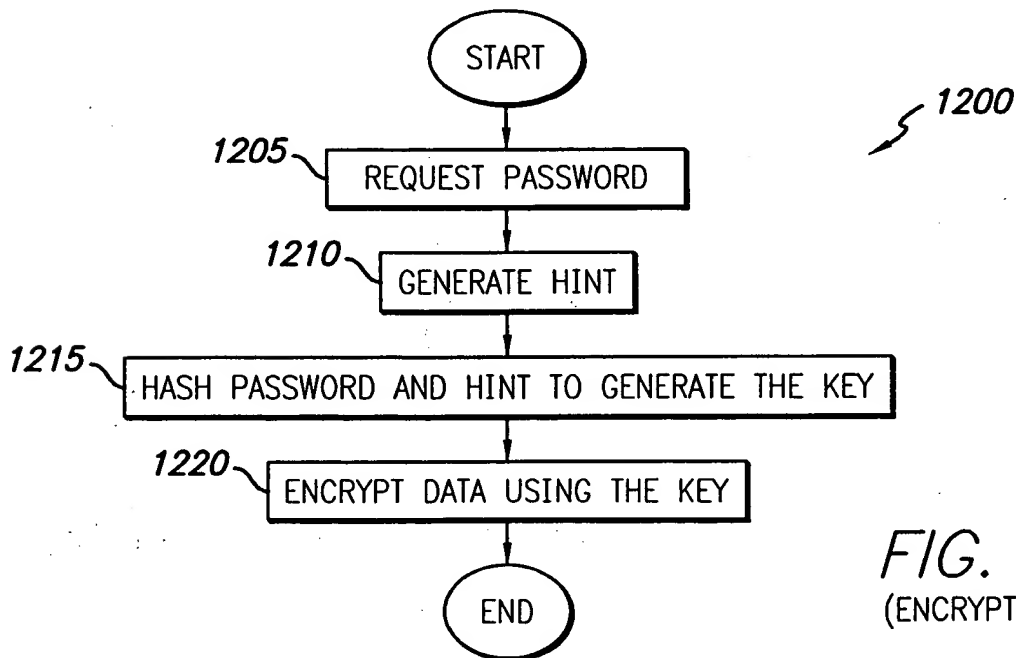 START
1200
1205
REQUEST PASSWORD
1210
GENERATE HINT
1215
HASH PASSWORD AND HINT TO GENERATE THE KEY
1220
ENCRYPT DATA USING THE KEY
END
FIG.
(ENCRYPT